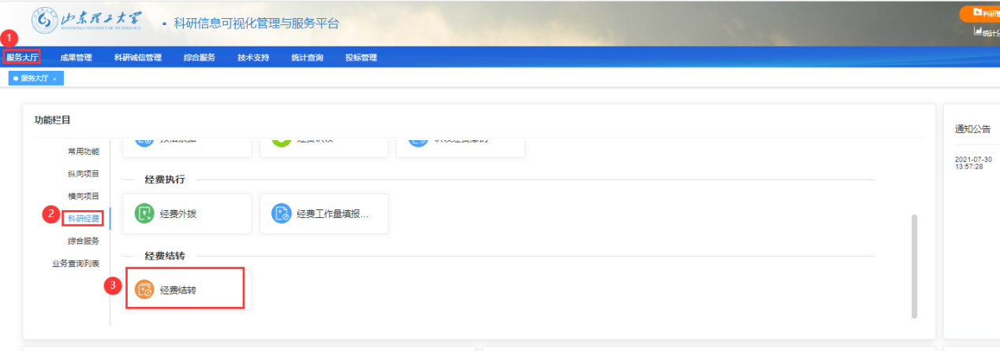 山东理工大学
SHANDONG UNIVERSITY OF TECHNOLOGY
· 科研信息可视化管理与服务平台
科研管
统计分
1
服务大厅 成果管理 科研诚信管理 综合服务 技术支持 统计查询 投标管理
服务大厅 ×
功能栏目
通知公告
常用功能
纵向项目
横向项目
2 科研经费
综合服务
业务查询列表
经费执行
经费外拨
经费工作量填报...
经费结转
3 经费结转
2021-07-30
13:57:28